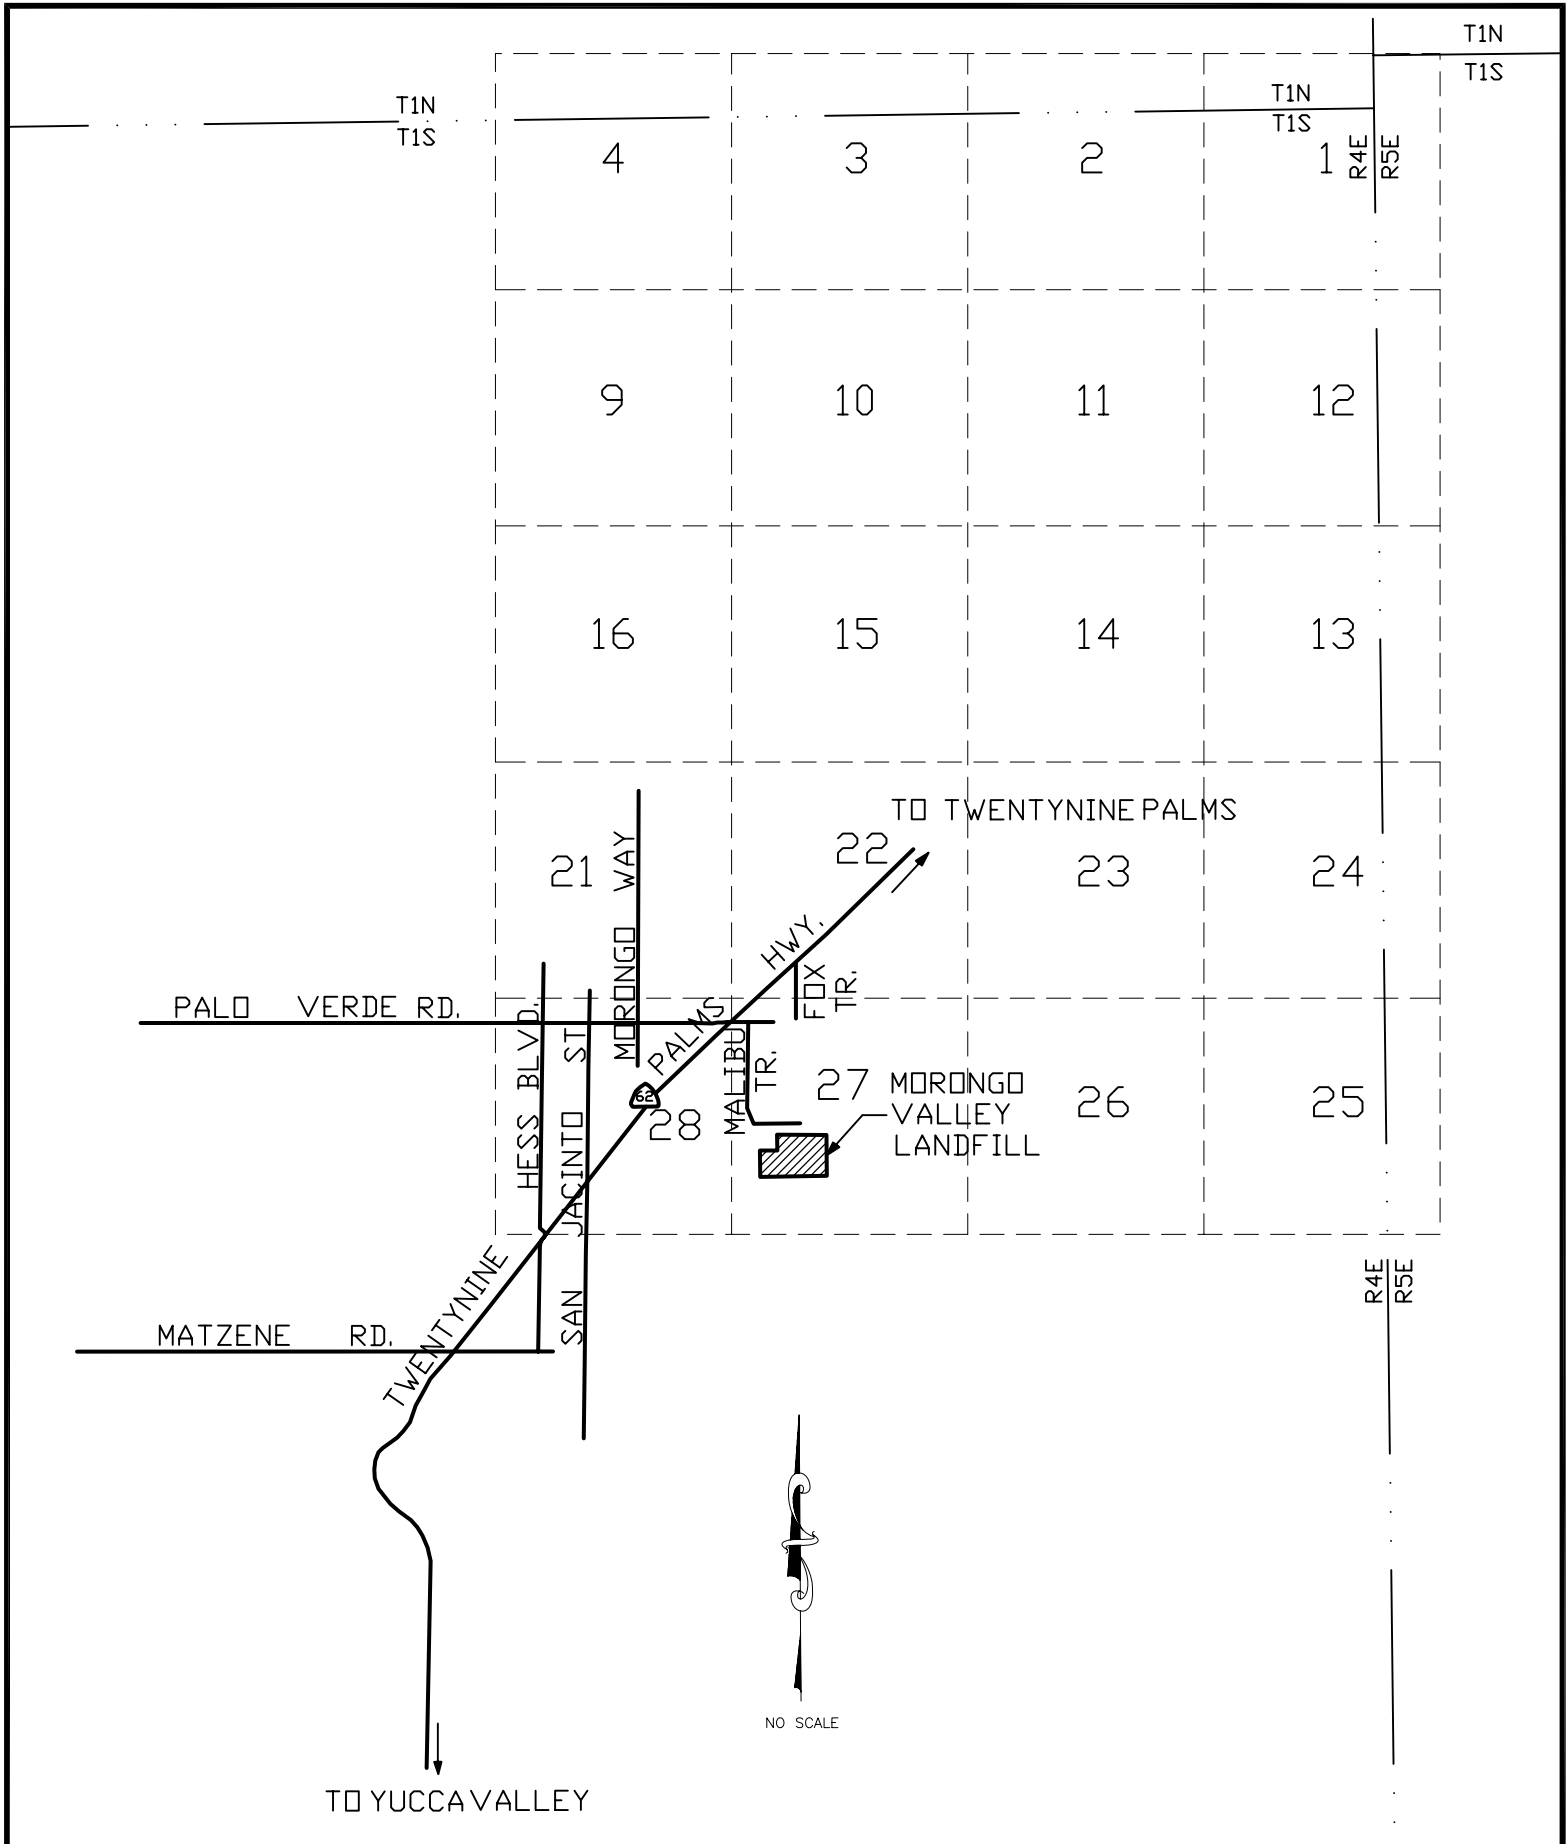 T1N
T1S
T1N
T1S
T1N
T1S
R4E
R5E
4
3
2
1
9
10
11
12
16
15
14
13
TO TWENTYNINE PALMS
21
22
23
24
MORONGO WAY
PALO VERDE RD.
HESS BLVD.
SAN JACINTO ST
TWENTYNINE PALMS HWY.
FOX
TR.
MALIBU
TR.
62
28
27
26
25
MORONGO
VALLEY
LANDFILL
MATZENE RD.
R4E
R5E
NO SCALE
TO YUCCA VALLEY